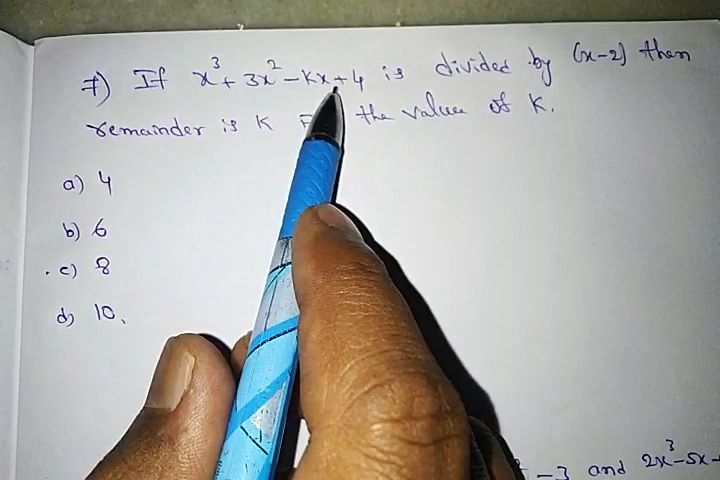 7) If x³ + 3x² - Kx + 4 is divided by (x-2) then
remainder is K the value of K.
a) 4
b) 6
c) 8
d) 10.
- 3 and 2x³ - 5x